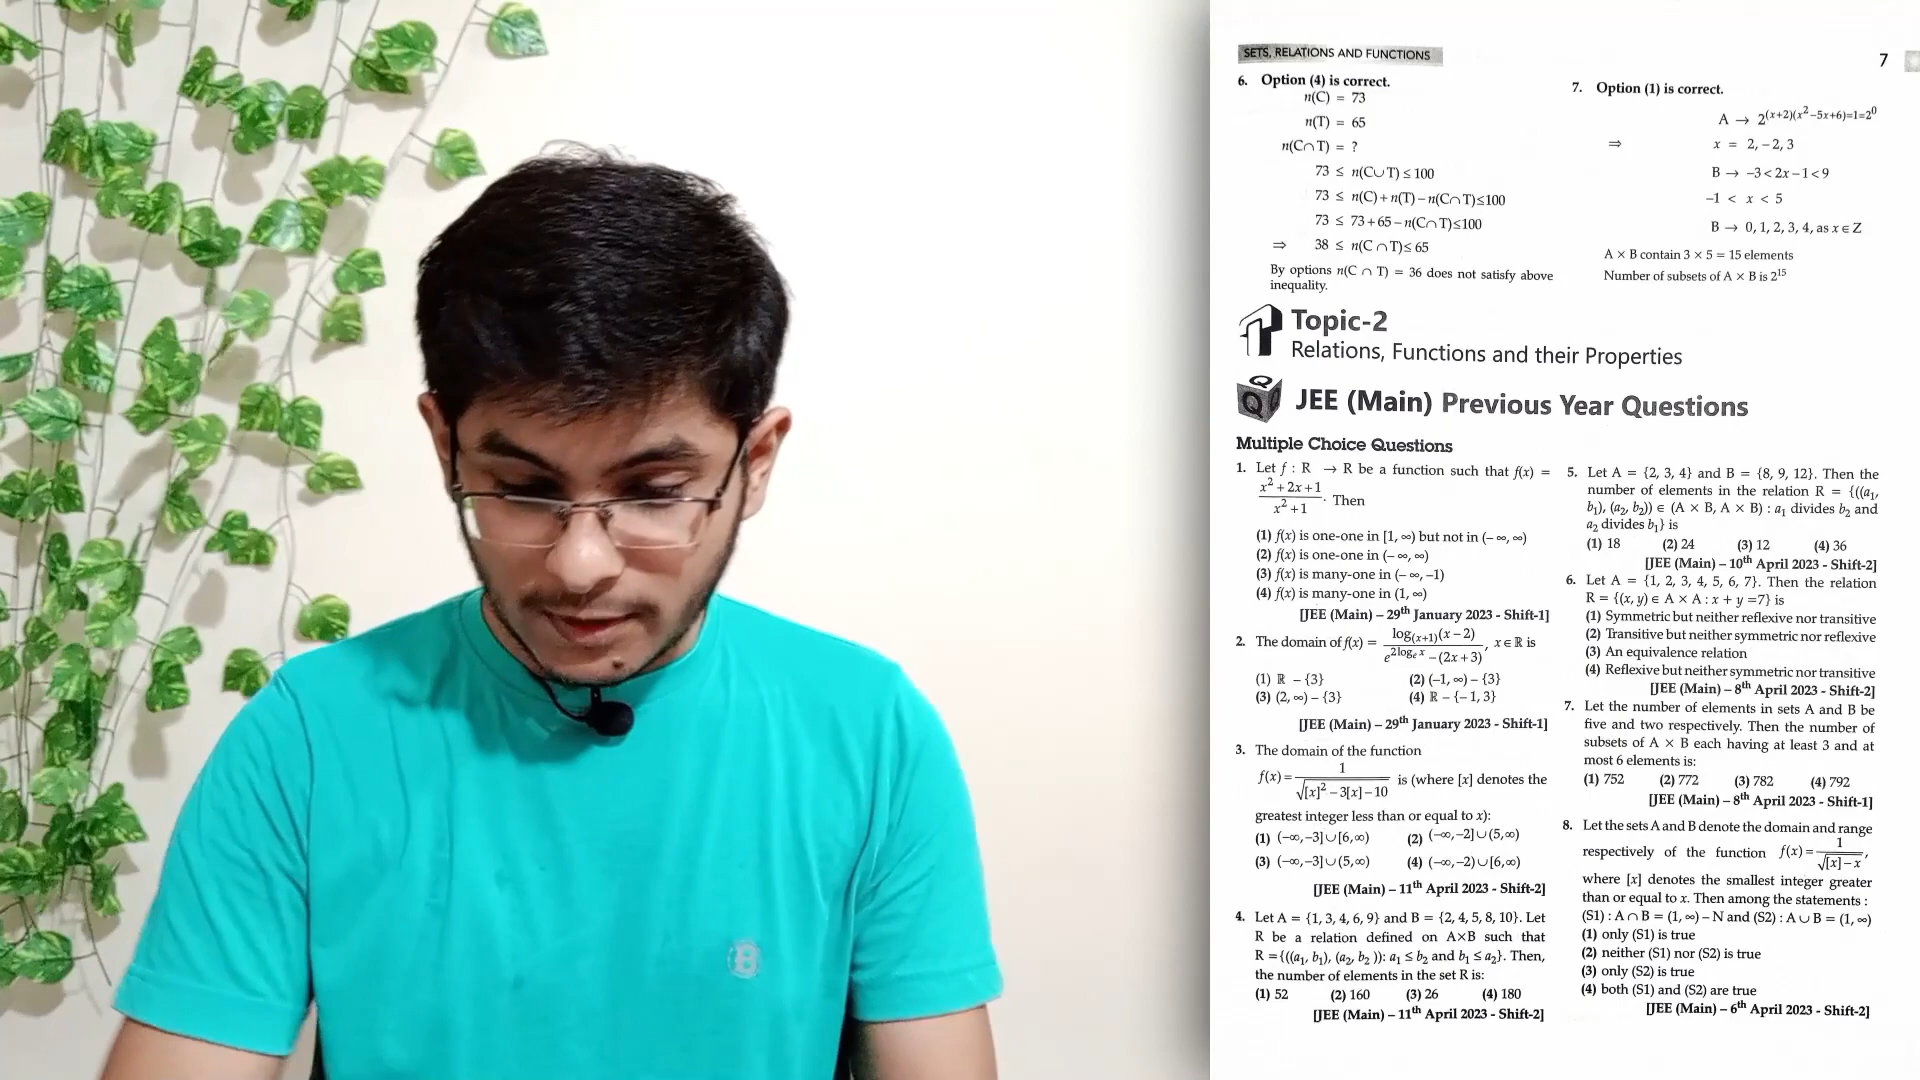 SETS, RELATIONS AND FUNCTIONS
7
6. Option (4) is correct.
n(C) = 73
n(T) = 65
n(C∩T) = ?
73 ≤ n(C∪T) ≤ 100
73 ≤ n(C)+n(T)−n(C∩T)≤100
73 ≤ 73+65−n(C∩T)≤100
⇒ 38 ≤ n(C ∩T)≤ 65
By options n(C ∩ T) = 36 does not satisfy above
inequality.
7. Option (1) is correct.
A → 2^(x+2)(x²−5x+6)=1=2⁰
⇒ x = 2, −2, 3
B → −3<2x−1<9
−1 < x < 5
B → 0, 1, 2, 3, 4, as x∈Z
A × B contain 3 × 5 = 15 elements
Number of subsets of A × B is 2¹⁵
Topic-2
Relations, Functions and their Properties
Q
Q
JEE (Main) Previous Year Questions
Multiple Choice Questions
1. Let f : R → R be a function such that f(x) =
x²+2x+1
x²+1
. Then
(1) f(x) is one-one in [1, ∞) but not in (−∞, ∞)
(2) f(x) is one-one in (−∞, ∞)
(3) f(x) is many-one in (−∞, −1)
(4) f(x) is many-one in (1, ∞)
[JEE (Main) – 29th January 2023 - Shift-1]
2. The domain of f(x) = log(x+1)(x−2) / e^(2logₑx) −(2x+3), x∈ℝ is
(1) ℝ − {3} (2) (−1, ∞) − {3}
(3) (2, ∞) − {3} (4) ℝ − {−1, 3}
[JEE (Main) – 29th January 2023 - Shift-1]
3. The domain of the function
f(x)= 1 / √[x]²−3[x]−10 is (where [x] denotes the
greatest integer less than or equal to x):
(1) (−∞,−3]∪[6,∞) (2) (−∞,−2]∪(5,∞)
(3) (−∞,−3]∪(5,∞) (4) (−∞,−2)∪[6,∞)
[JEE (Main) – 11th April 2023 - Shift-2]
4. Let A = {1, 3, 4, 6, 9} and B = {2, 4, 5, 8, 10}. Let
R be a relation defined on A×B such that
R ={((a₁, b₁), (a₂, b₂ )): a₁ ≤ b₂ and b₁ ≤ a₂}. Then,
the number of elements in the set R is:
(1) 52 (2) 160 (3) 26 (4) 180
[JEE (Main) – 11th April 2023 - Shift-2]
5. Let A = {2, 3, 4} and B = {8, 9, 12}. Then the
number of elements in the relation R = {((a₁,
b₁), (a₂, b₂)) ∈ (A × B, A × B) : a₁ divides b₂ and
a₂ divides b₁} is
(1) 18 (2) 24 (3) 12 (4) 36
[JEE (Main) – 10th April 2023 - Shift-2]
6. Let A = {1, 2, 3, 4, 5, 6, 7}. Then the relation
R = {(x, y) ∈ A × A : x + y =7} is
(1) Symmetric but neither reflexive nor transitive
(2) Transitive but neither symmetric nor reflexive
(3) An equivalence relation
(4) Reflexive but neither symmetric nor transitive
[JEE (Main) – 8th April 2023 - Shift-2]
7. Let the number of elements in sets A and B be
five and two respectively. Then the number of
subsets of A × B each having at least 3 and at
most 6 elements is:
(1) 752 (2) 772 (3) 782 (4) 792
[JEE (Main) – 8th April 2023 - Shift-1]
8. Let the sets A and B denote the domain and range
respectively of the function f(x)= 1 / √[x]−x,
where [x] denotes the smallest integer greater
than or equal to x. Then among the statements :
(S1) : A∩B = (1, ∞)−N and (S2) : A∪B = (1, ∞)
(1) only (S1) is true
(2) neither (S1) nor (S2) is true
(3) only (S2) is true
(4) both (S1) and (S2) are true
[JEE (Main) – 6th April 2023 - Shift-2]
B